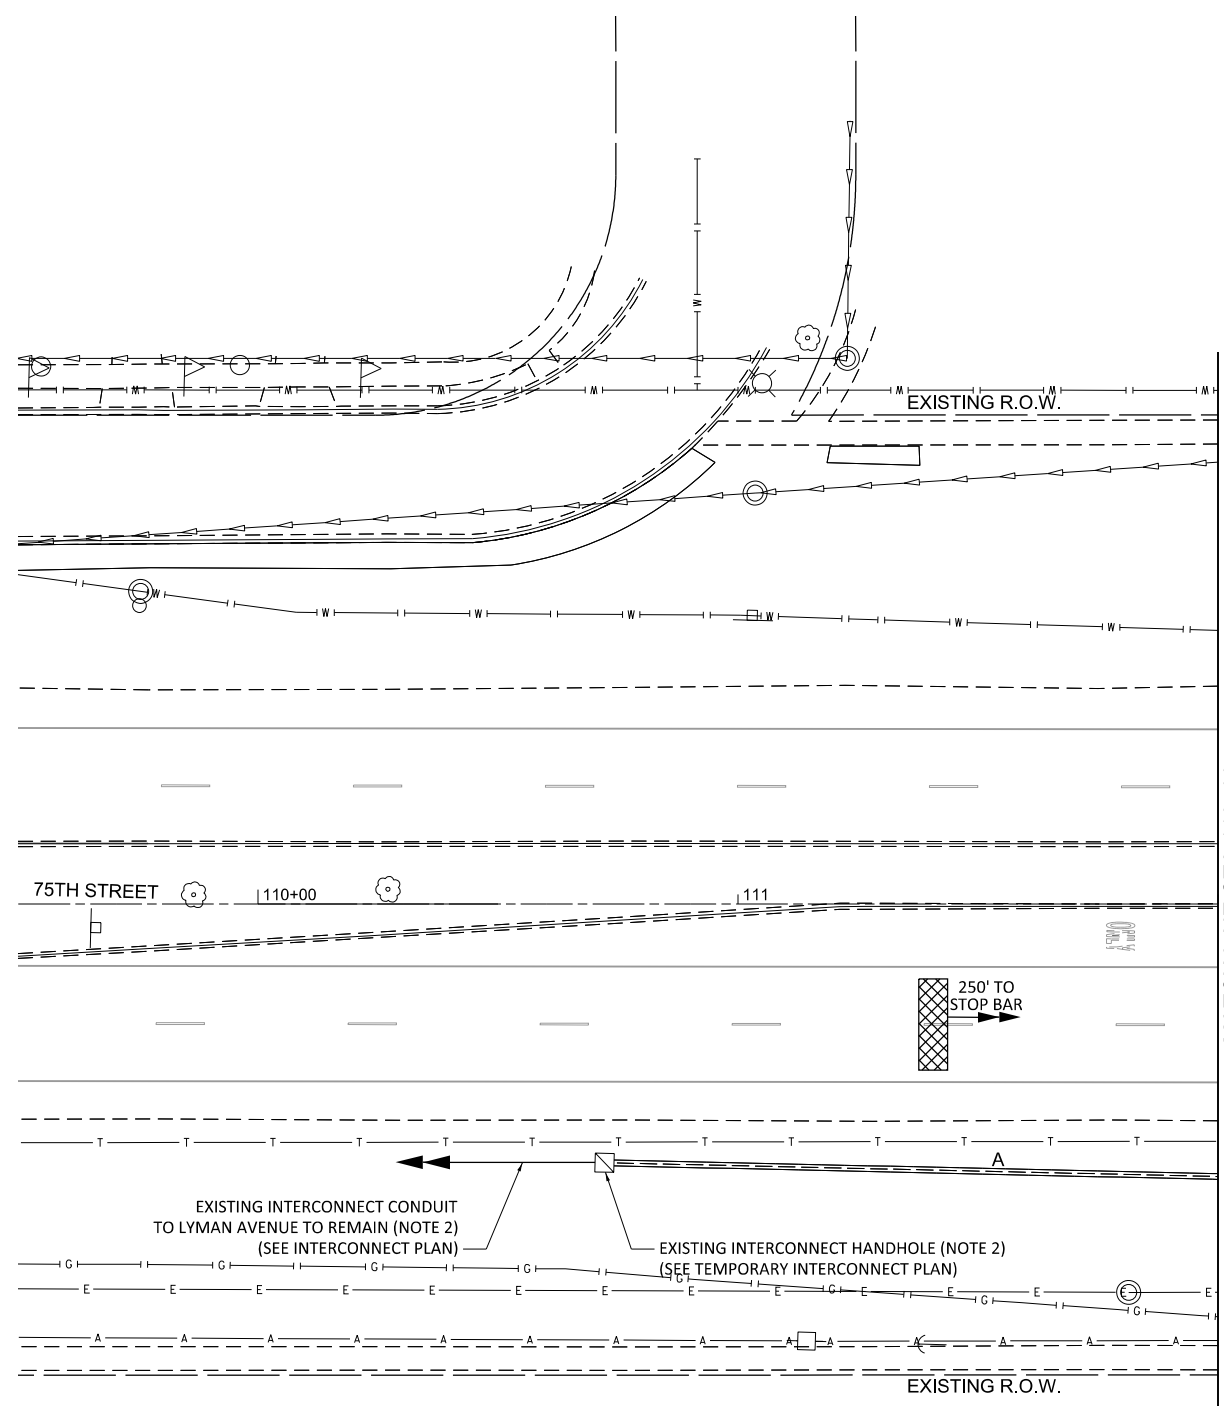 EXISTING R.O.W.
75TH STREET
110+00
111
ONLY
250' TO
STOP BAR
A
EXISTING INTERCONNECT CONDUIT
TO LYMAN AVENUE TO REMAIN (NOTE 2)
(SEE INTERCONNECT PLAN)
EXISTING INTERCONNECT HANDHOLE (NOTE 2)
(SEE TEMPORARY INTERCONNECT PLAN)
EXISTING R.O.W.